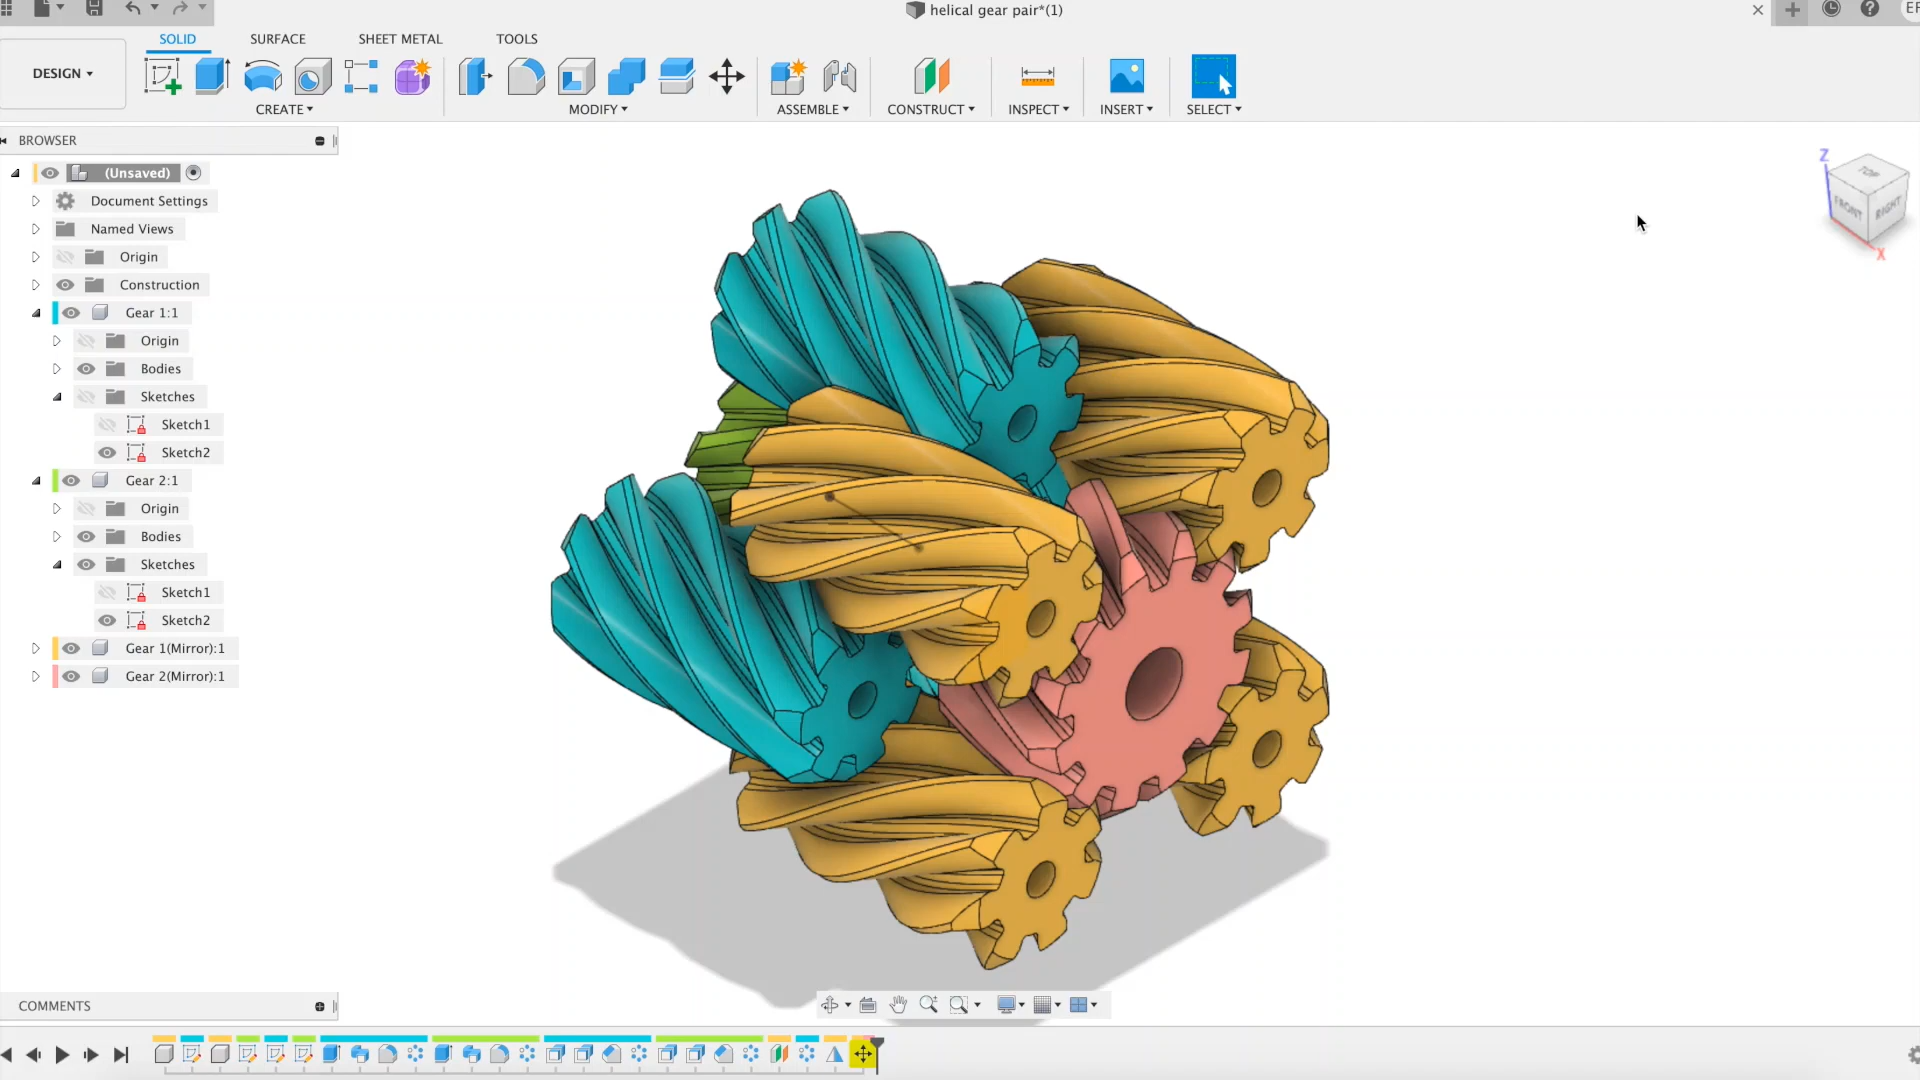 helical gear pair*(1)
EF
SOLID
SURFACE
SHEET METAL
TOOLS
DESIGN
CREATE
MODIFY
ASSEMBLE
CONSTRUCT
INSPECT
INSERT
SELECT
BROWSER
(Unsaved)
Document Settings
Named Views
Origin
Construction
Gear 1:1
Origin
Bodies
Sketches
Sketch1
Sketch2
Gear 2:1
Origin
Bodies
Sketches
Sketch1
Sketch2
Gear 1(Mirror):1
Gear 2(Mirror):1
Z
TOP
FRONT
RIGHT
X
COMMENTS